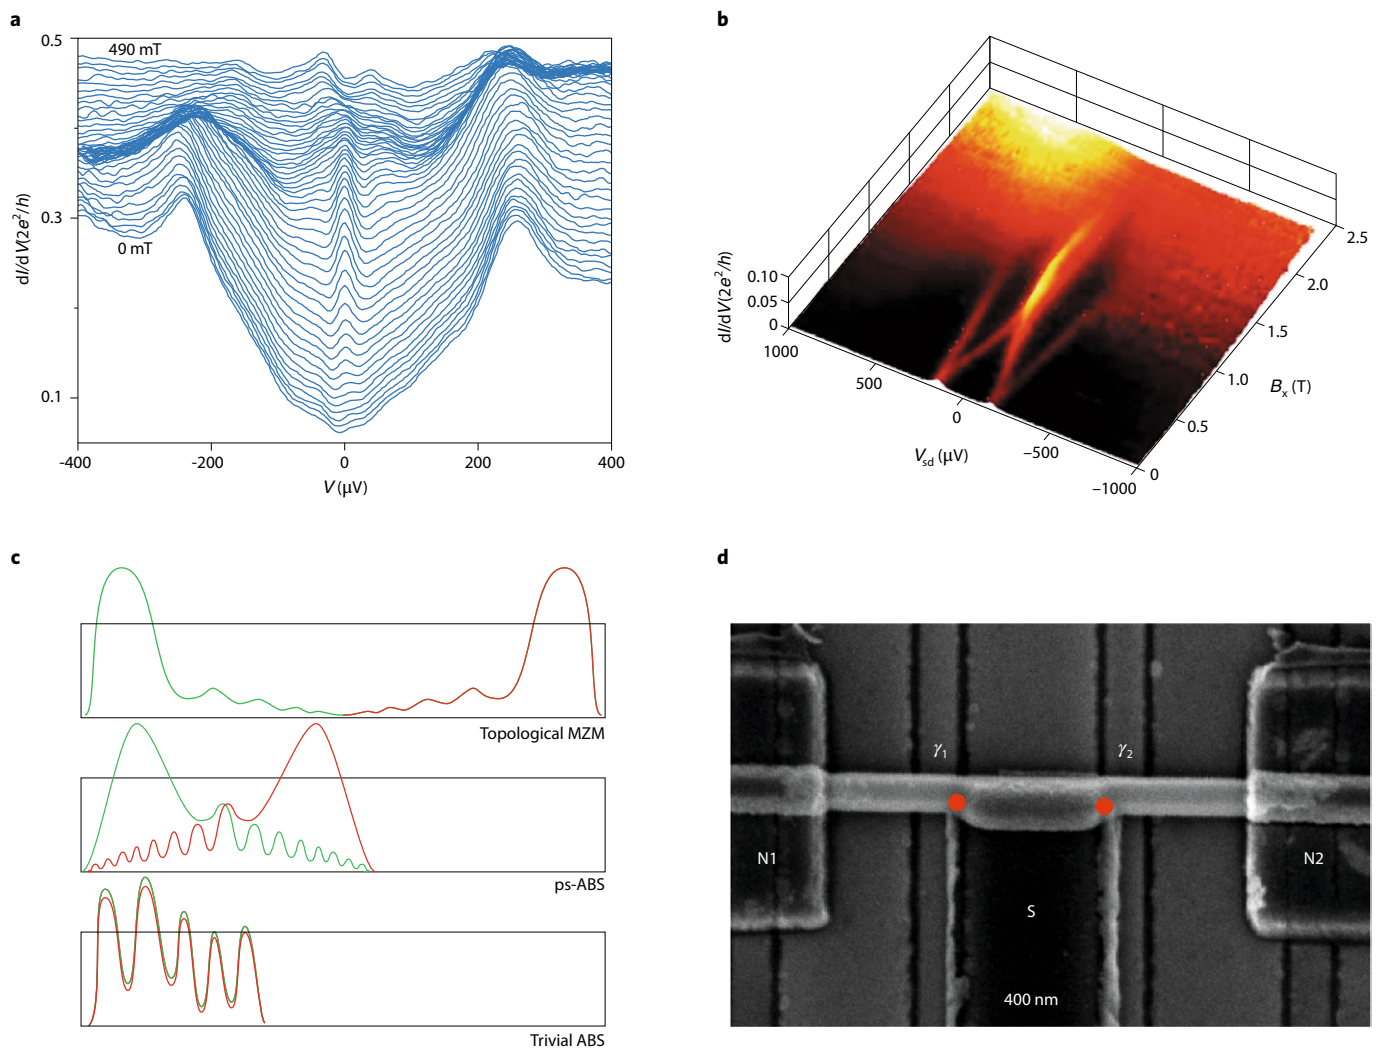 a
0.5
490 mT
0.3
0 mT
0.1
dI/dV(2e²/h)
-400
-200
0
200
400
V (μV)
b
dI/dV(2e²/h)
0.10
0.05
0
1000
500
0
−500
−1000
V_sd (μV)
0
0.5
1.0
1.5
2.0
2.5
B_x (T)
c
Topological MZM
ps-ABS
Trivial ABS
d
γ₁
γ₂
N1
N2
S
400 nm